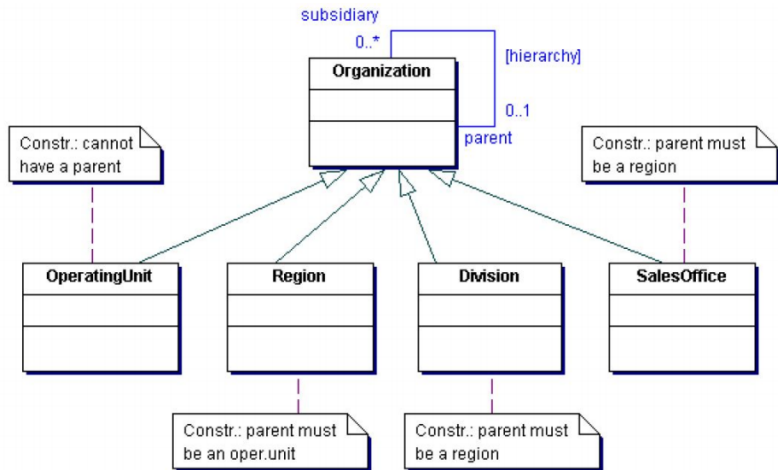 subsidiary
0..*
[hierarchy]
Organization
0..1
parent
Constr.: cannot
have a parent
Constr.: parent must
be a region
OperatingUnit
Region
Division
SalesOffice
Constr.: parent must
be an oper.unit
Constr.: parent must
be a region